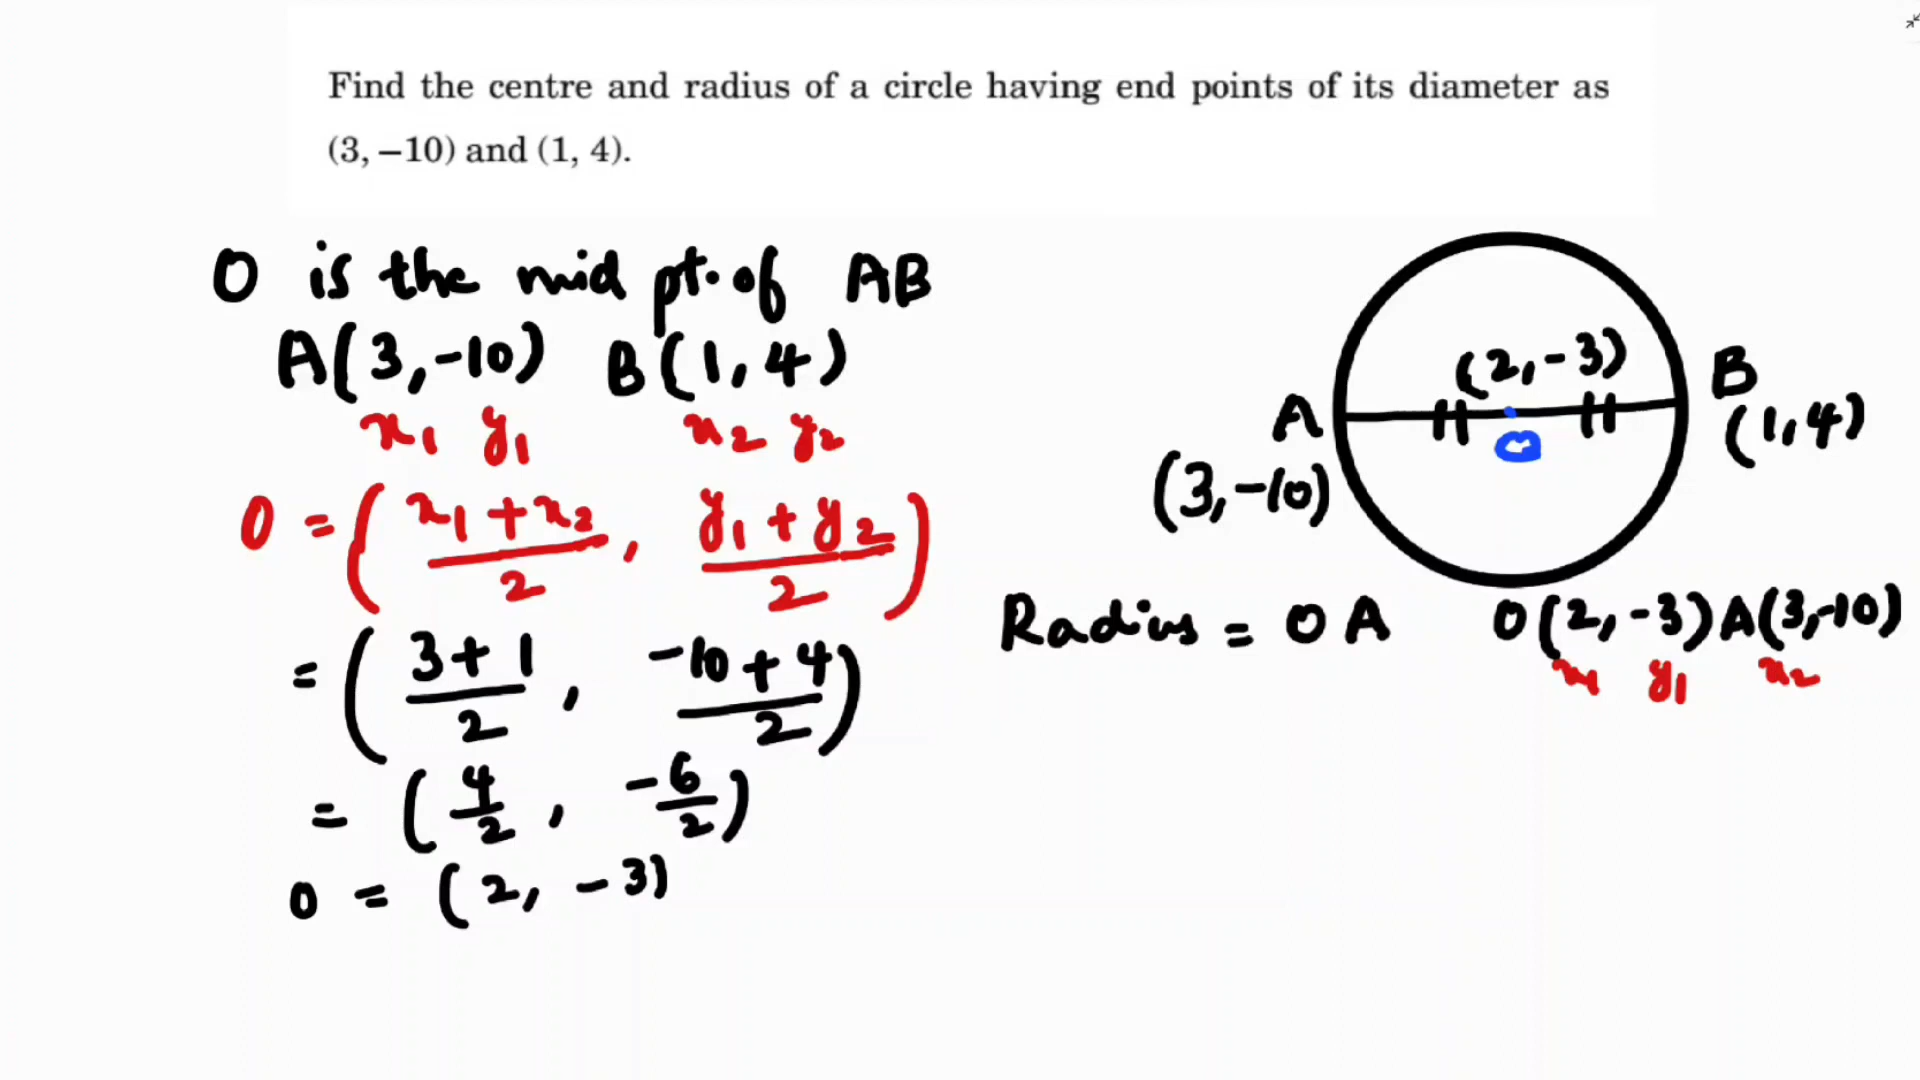 Find the centre and radius of a circle having end points of its diameter as
(3, −10) and (1, 4).
O is the mid pt. of AB
A(3,-10) B(1,4)
x1 y1 x2 y2
O = (x1+x2/2, y1+y2/2)
= (3+1/2, -10+4/2)
= (4/2, -6/2)
O = (2, -3)
(2,-3)
A
(3,-10)
B
(1,4)
O
Radius = OA O(2,-3) A(3,-10)
x1 y1 x2